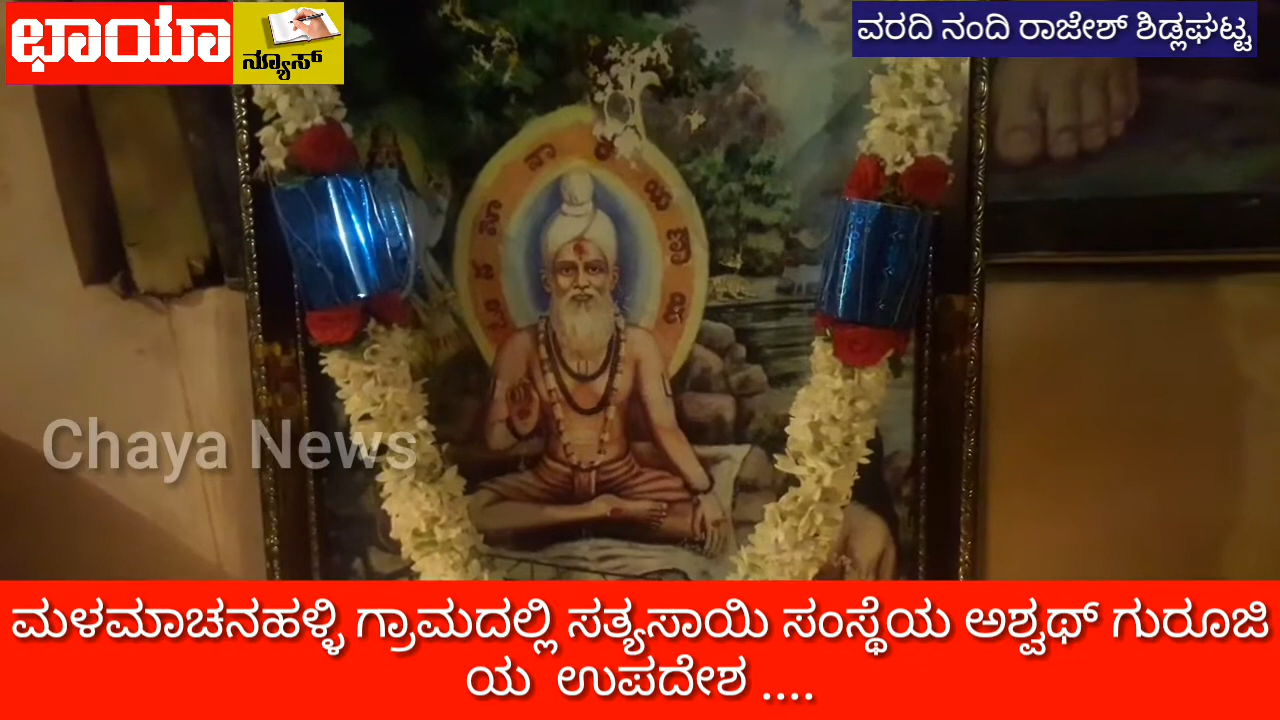 ಛಾಯಾ
ನ್ಯೂಸ್
ವರದಿ ನಂದಿ ರಾಜೇಶ್ ಶಿಡ್ಲಘಟ್ಟ
Chaya News
ಮಳಮಾಚನಹಳ್ಳಿ ಗ್ರಾಮದಲ್ಲಿ ಸತ್ಯಸಾಯಿ ಸಂಸ್ಥೆಯ ಅಶ್ವಥ್ ಗುರೂಜಿ
ಯ ಉಪದೇಶ ....